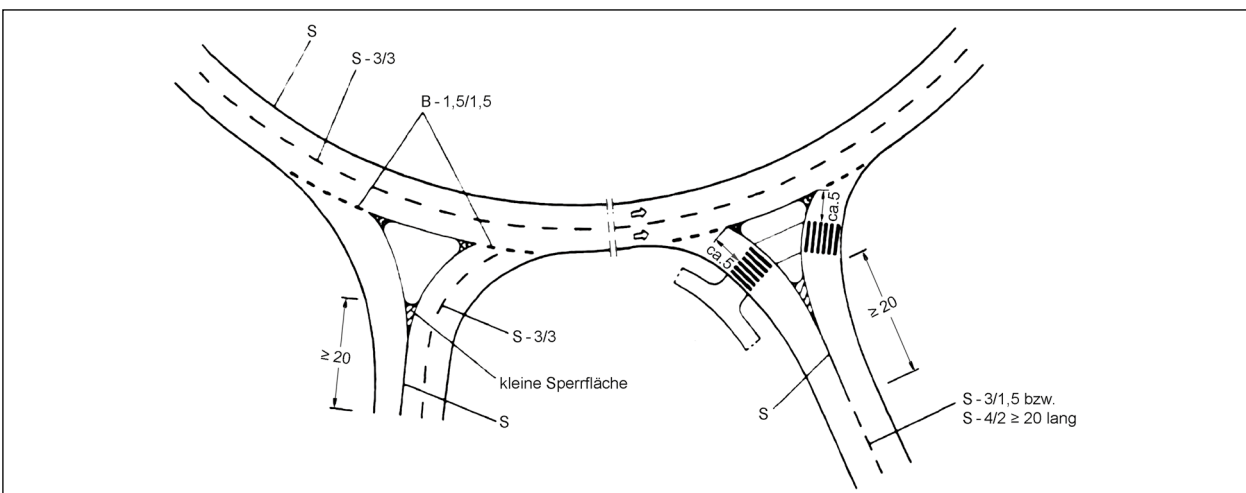 S
S - 3/3
B - 1,5/1,5
ca.5
ca.5
≥ 20
≥ 20
S - 3/3
kleine Sperrfläche
S
S
S - 3/1,5 bzw.
S - 4/2 ≥ 20 lang